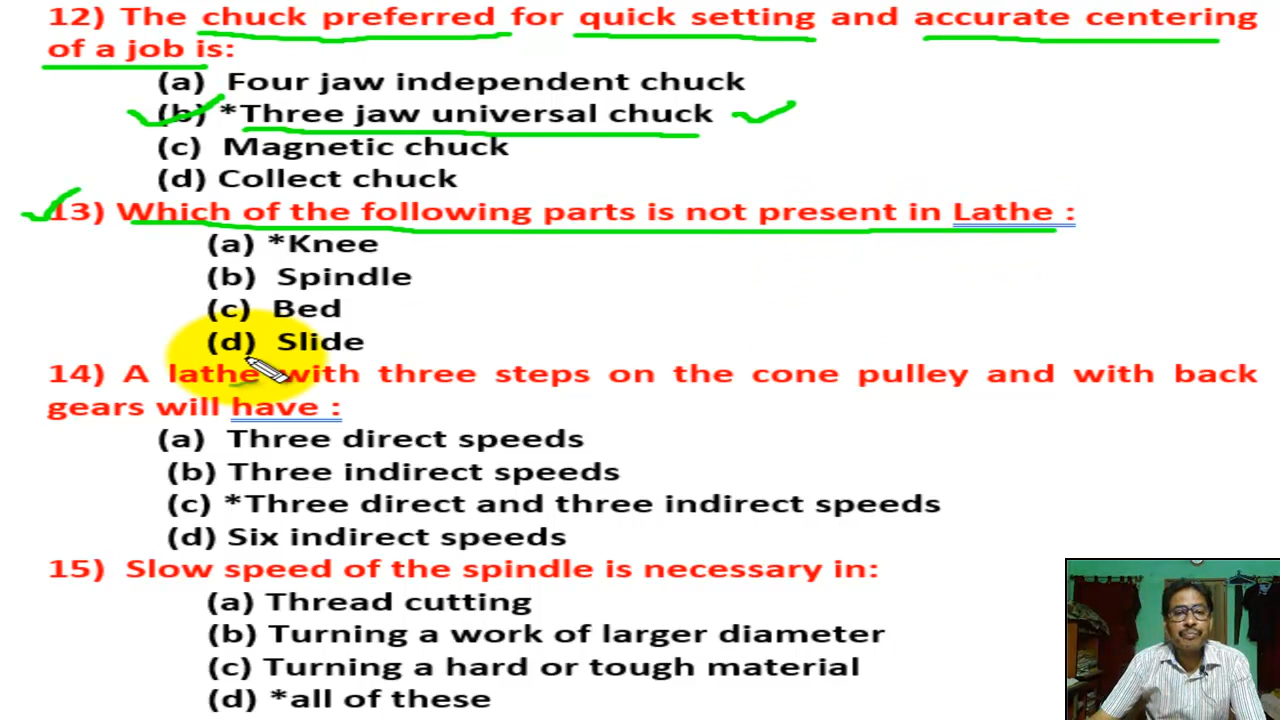 12) The chuck preferred for quick setting and accurate centering
of a job is:
(a) Four jaw independent chuck
(b) *Three jaw universal chuck
(c) Magnetic chuck
(d) Collect chuck
13) Which of the following parts is not present in Lathe :
(a) *Knee
(b) Spindle
(c) Bed
(d) Slide
14) A lathe with three steps on the cone pulley and with back
gears will have :
(a) Three direct speeds
(b) Three indirect speeds
(c) *Three direct and three indirect speeds
(d) Six indirect speeds
15) Slow speed of the spindle is necessary in:
(a) Thread cutting
(b) Turning a work of larger diameter
(c) Turning a hard or tough material
(d) *all of these